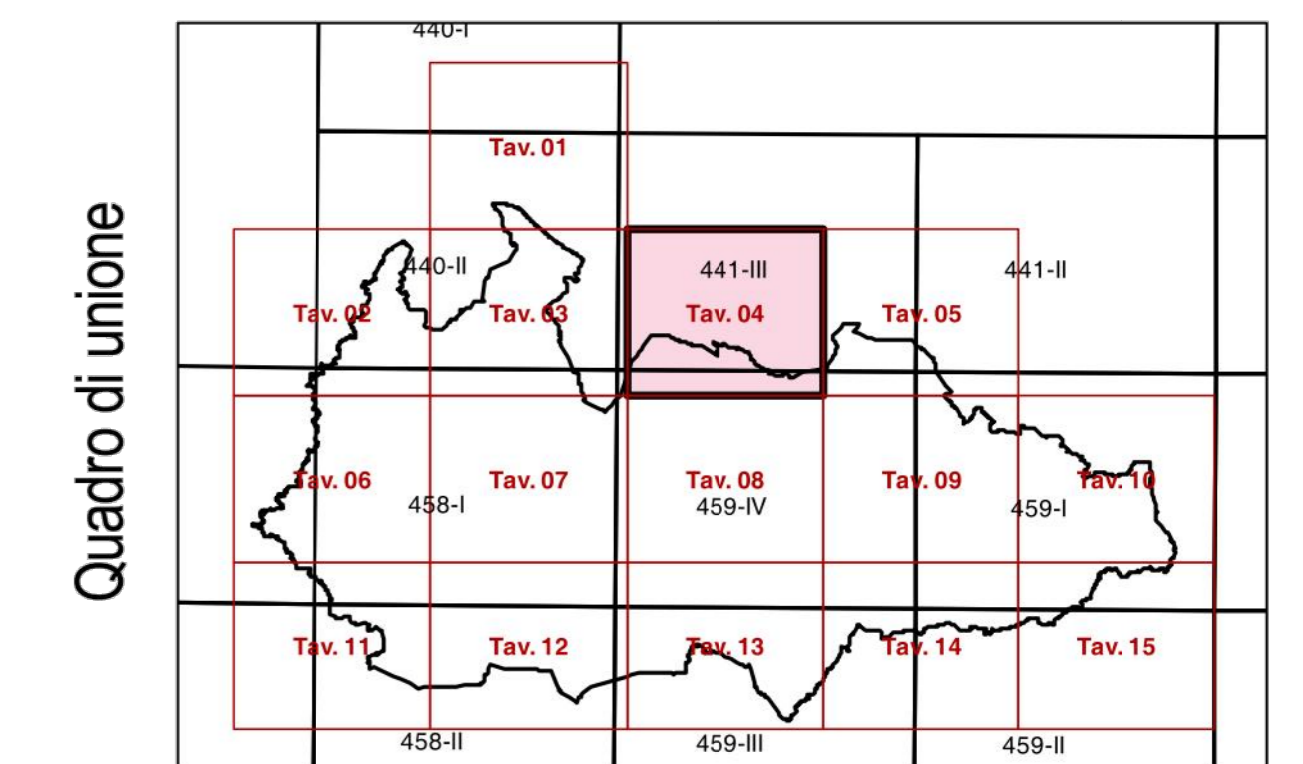 Quadro di unione
440-I
Tav. 01
440-II
441-III
441-II
Tav. 02
Tav. 03
Tav. 04
Tav. 05
Tav. 06
Tav. 07
Tav. 08
Tav. 09
Tav. 10
458-I
459-IV
459-I
Tav. 11
Tav. 12
Tav. 13
Tav. 14
Tav. 15
458-II
459-III
459-II